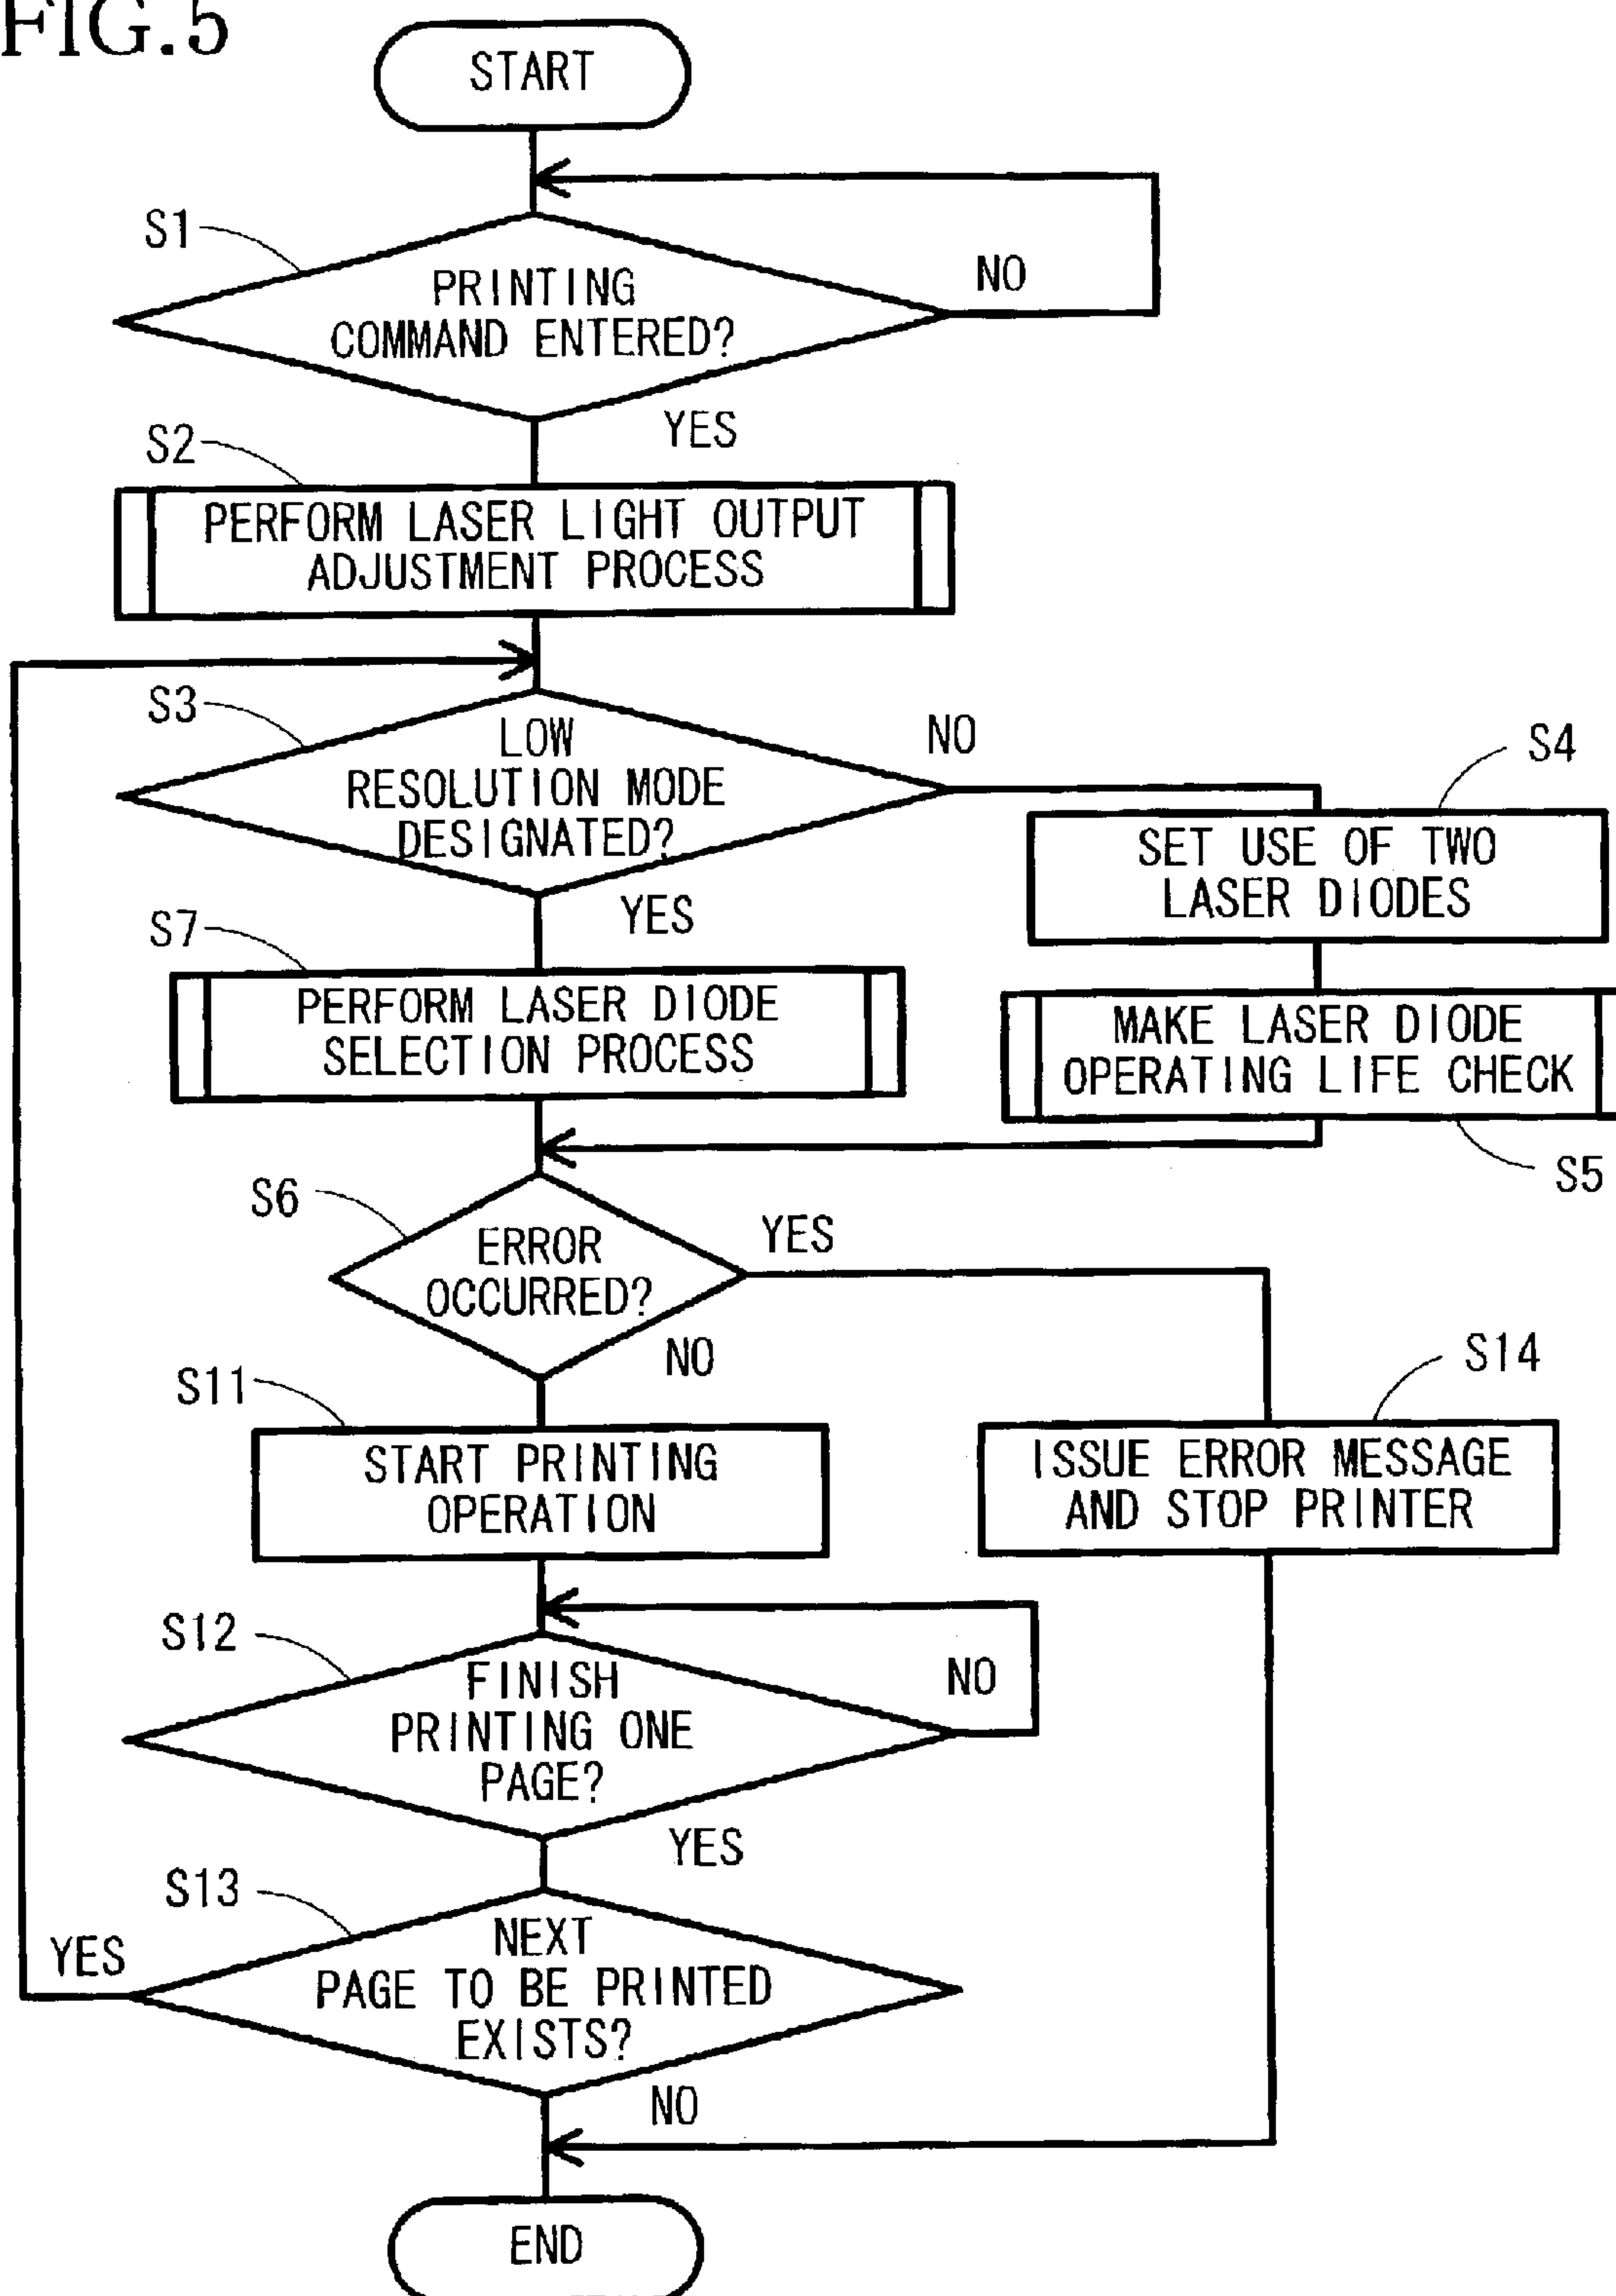 FIG.5
START
S1
PRINTING
COMMAND ENTERED?
NO
YES
S2
PERFORM LASER LIGHT OUTPUT
ADJUSTMENT PROCESS
S3
LOW
RESOLUTION MODE
DESIGNATED?
NO
S4
SET USE OF TWO
LASER DIODES
YES
S7
PERFORM LASER DIODE
SELECTION PROCESS
MAKE LASER DIODE
OPERATING LIFE CHECK
S5
S6
ERROR
OCCURRED?
YES
NO
S14
ISSUE ERROR MESSAGE
AND STOP PRINTER
S11
START PRINTING
OPERATION
S12
FINISH
PRINTING ONE
PAGE?
NO
YES
S13
NEXT
PAGE TO BE PRINTED
EXISTS?
YES
NO
END